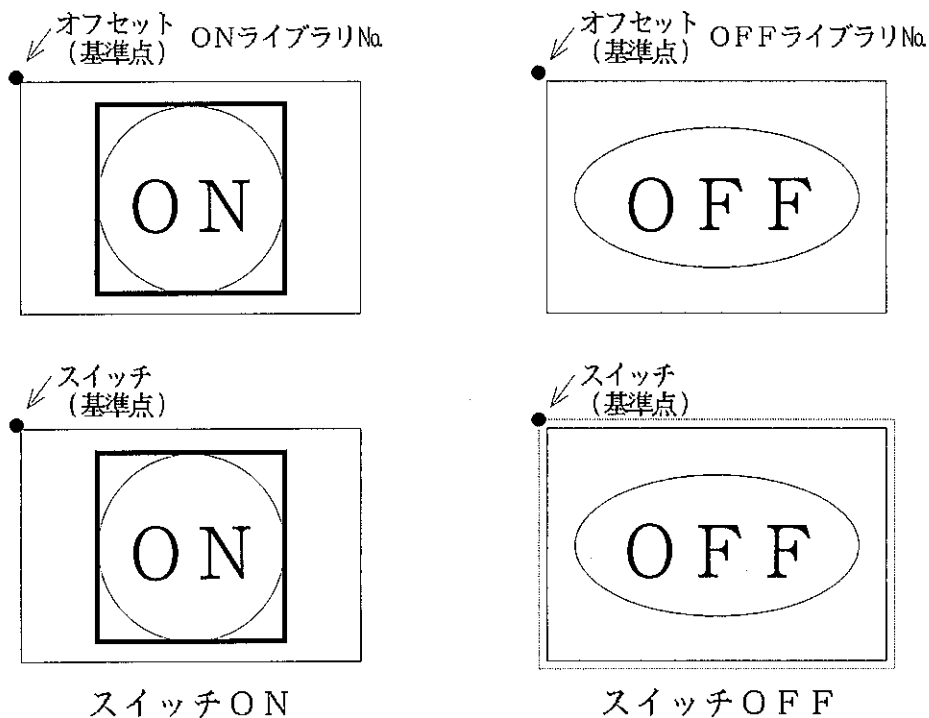 オフセット
(基準点)
ONライブラリ№
オフセット
(基準点)
OFFライブラリ№
ON
OFF
スイッチ
(基準点)
スイッチ
(基準点)
ON
OFF
スイッチON
スイッチOFF